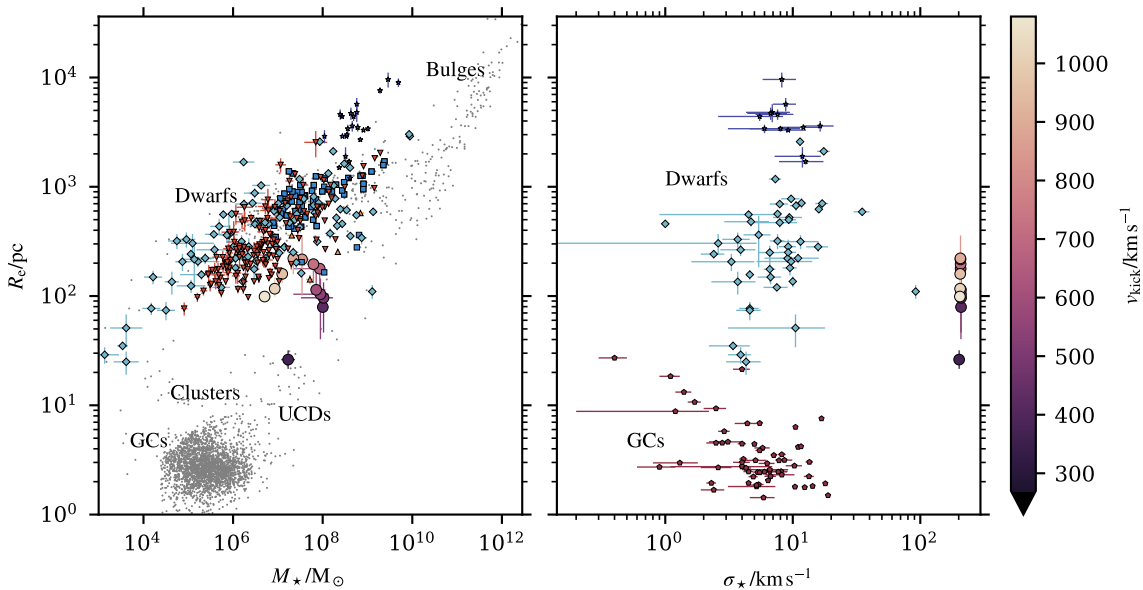 R_e/pc
10^4
10^3
10^2
10^1
10^0
Bulges
Dwarfs
Clusters
UCDs
GCs
10^4 10^6 10^8 10^10 10^12
M_★/M_⊙
Dwarfs
GCs
10^0 10^1 10^2
σ_★/km s^−1
1000
900
800
700
600
500
400
300
v_kick/km s^−1